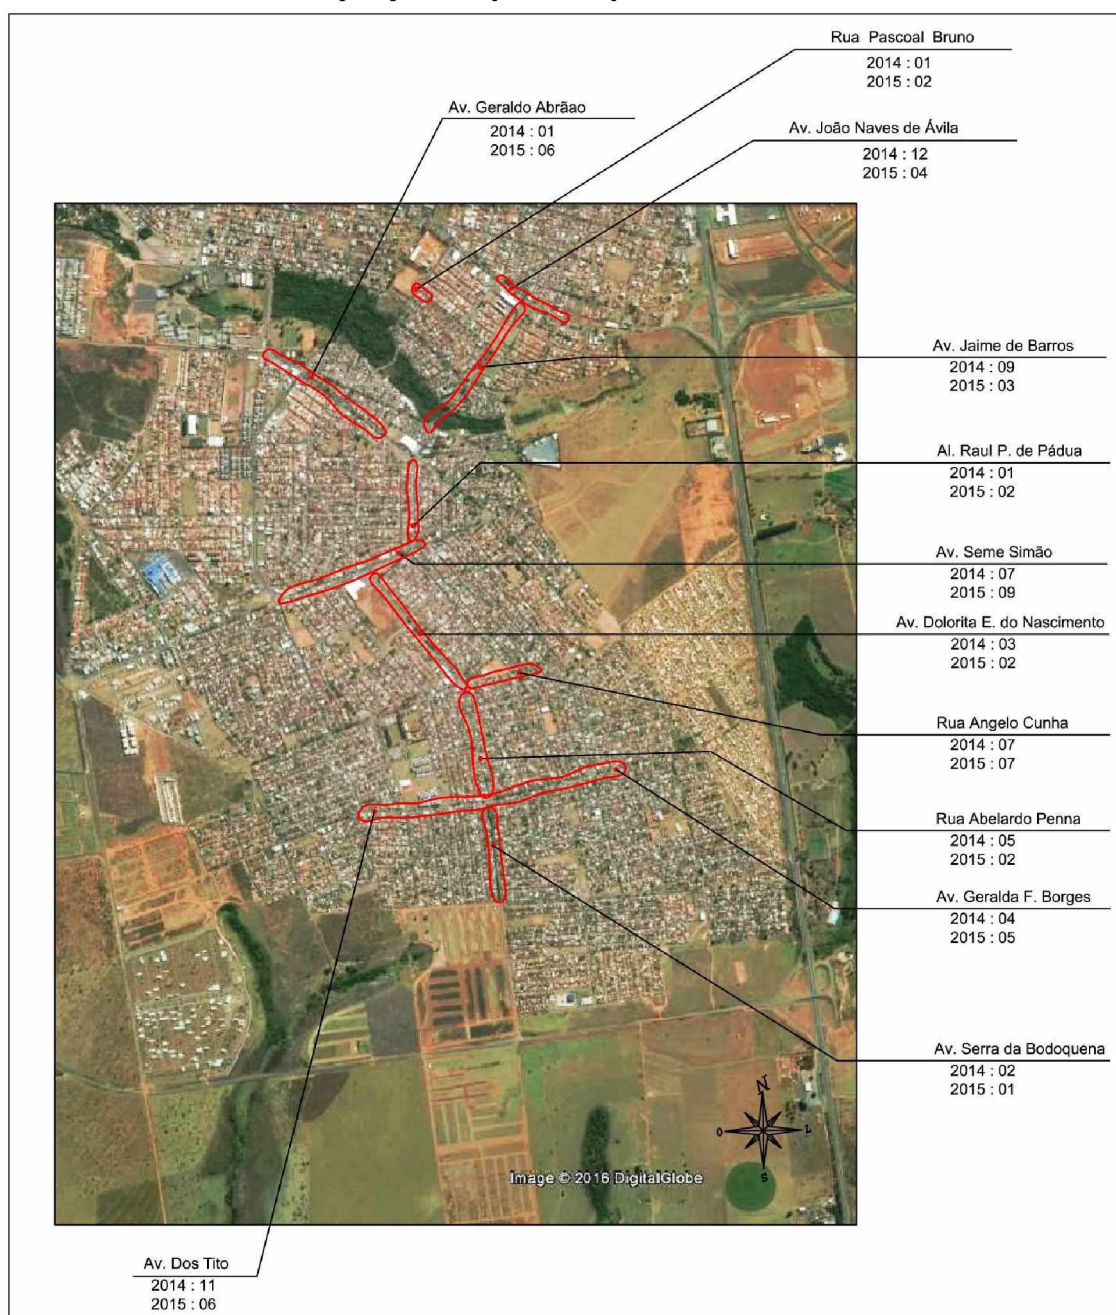 Rua Pascoal Bruno
2014 : 01
2015 : 02
Av. Geraldo Abrãao
2014 : 01
2015 : 06
Av. João Naves de Ávila
2014 : 12
2015 : 04
Av. Jaime de Barros
2014 : 09
2015 : 03
Al. Raul P. de Pádua
2014 : 01
2015 : 02
Av. Seme Simão
2014 : 07
2015 : 09
Av. Dolorita E. do Nascimento
2014 : 03
2015 : 02
Rua Angelo Cunha
2014 : 07
2015 : 07
Rua Abelardo Penna
2014 : 05
2015 : 02
Av. Geralda F. Borges
2014 : 04
2015 : 05
Av. Serra da Bodoquena
2014 : 02
2015 : 01
N
O L
S
Image © 2016 DigitalGlobe
Av. Dos Tito
2014 : 11
2015 : 06